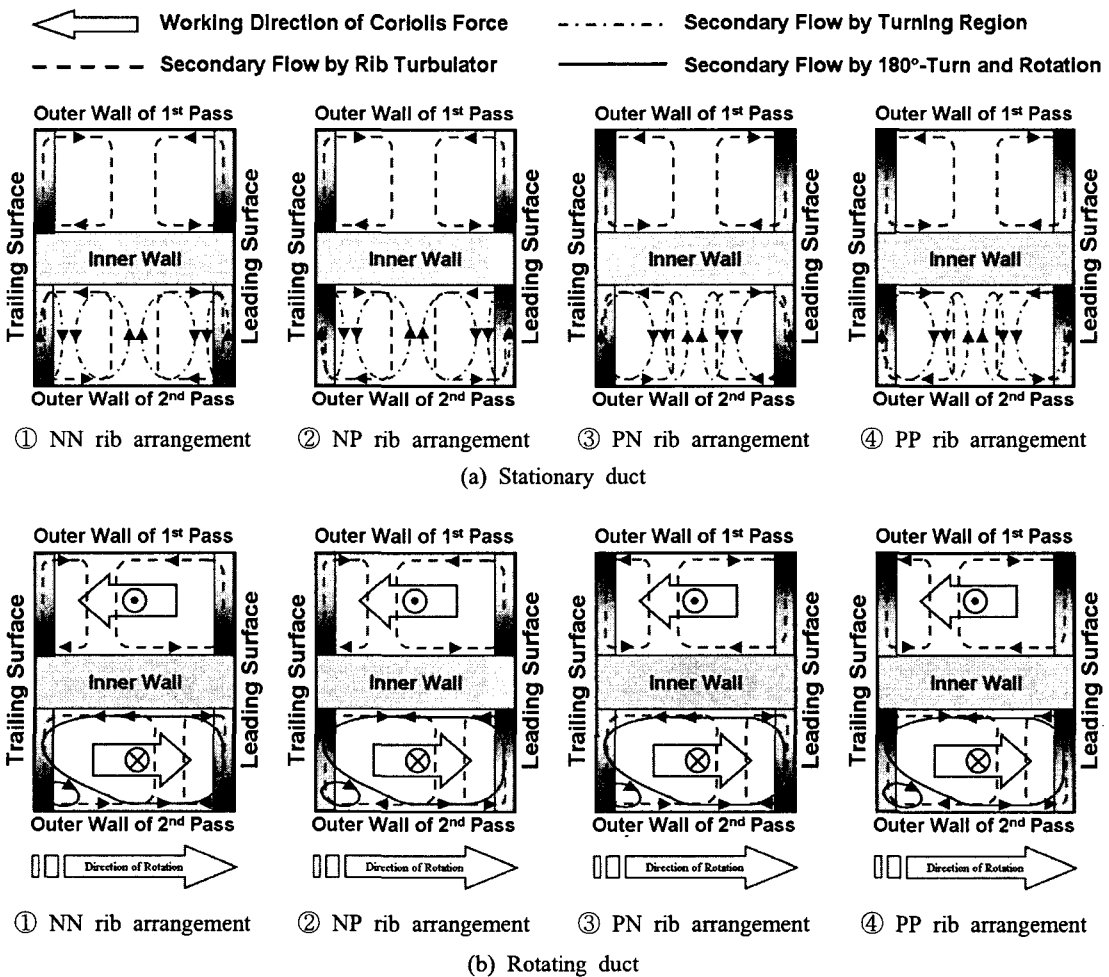 Working Direction of Coriolis Force
Secondary Flow by Turning Region
Secondary Flow by Rib Turbulator
Secondary Flow by 180°-Turn and Rotation
Outer Wall of 1st Pass
Outer Wall of 1st Pass
Outer Wall of 1st Pass
Outer Wall of 1st Pass
Trailing Surface
Inner Wall
Leading Surface
Trailing Surface
Inner Wall
Leading Surface
Trailing Surface
Inner Wall
Leading Surface
Trailing Surface
Inner Wall
Leading Surface
Outer Wall of 2nd Pass
Outer Wall of 2nd Pass
Outer Wall of 2nd Pass
Outer Wall of 2nd Pass
① NN rib arrangement
② NP rib arrangement
③ PN rib arrangement
④ PP rib arrangement
(a) Stationary duct
Outer Wall of 1st Pass
Outer Wall of 1st Pass
Outer Wall of 1st Pass
Outer Wall of 1st Pass
Trailing Surface
Inner Wall
Leading Surface
Trailing Surface
Inner Wall
Leading Surface
Trailing Surface
Inner Wall
Leading Surface
Trailing Surface
Inner Wall
Leading Surface
Outer Wall of 2nd Pass
Outer Wall of 2nd Pass
Outer Wall of 2nd Pass
Outer Wall of 2nd Pass
Direction of Rotation
Direction of Rotation
Direction of Rotation
Direction of Rotation
① NN rib arrangement
② NP rib arrangement
③ PN rib arrangement
④ PP rib arrangement
(b) Rotating duct